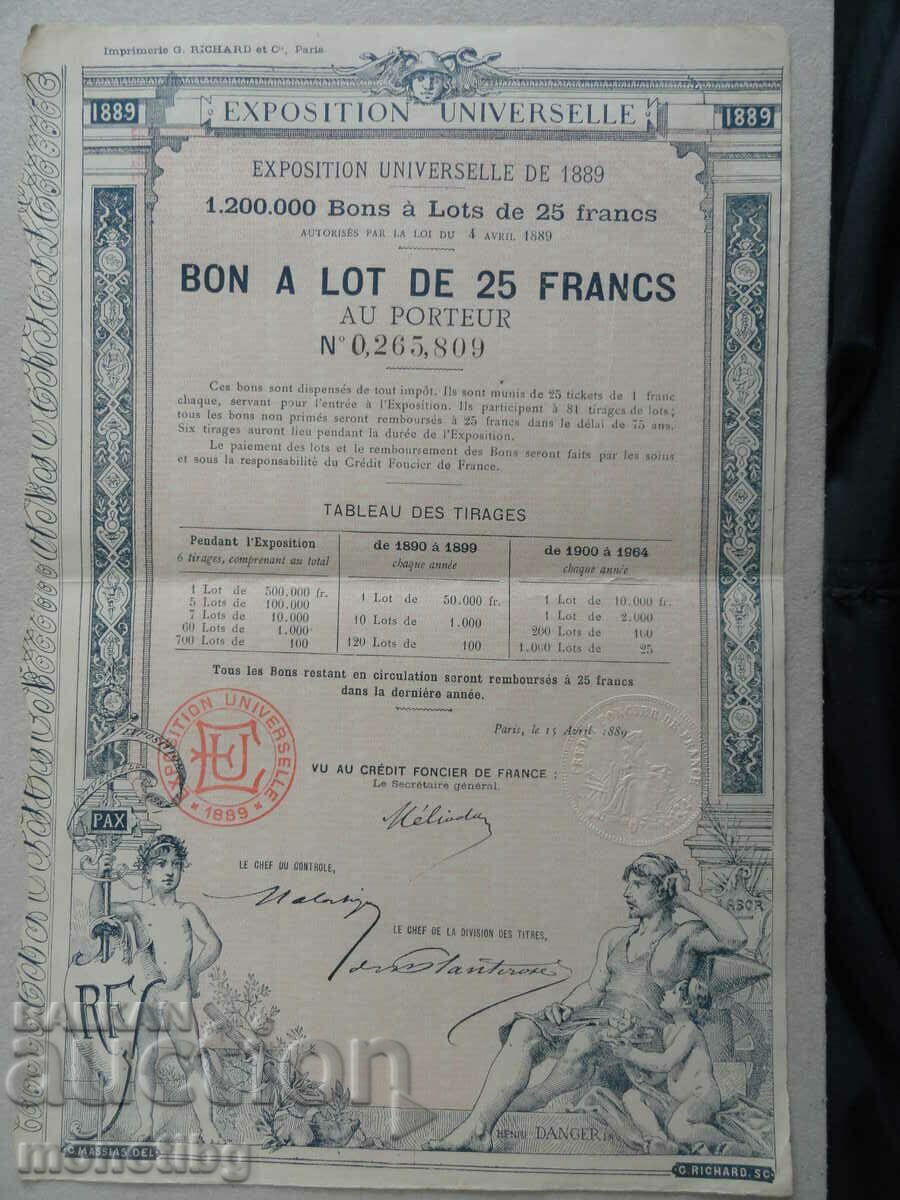 Imprimerie G. RICHARD et Cie, Paris
1889
EXPOSITION UNIVERSELLE
1889
EXPOSITION UNIVERSELLE DE 1889
1.200.000 Bons à Lots de 25 francs
AUTORISÉS PAR LA LOI DU 4 AVRIL 1889
BON A LOT DE 25 FRANCS
AU PORTEUR
N° 0,265,809
Ces bons sont dispensés de tout impôt. Ils sont munis de 25 tickets de 1 franc
chaque, servant pour l'entrée à l'Exposition. Ils participent à 81 tirages de lots;
tous les bons non primés seront remboursés à 25 francs dans le délai de 75 ans.
Six tirages auront lieu pendant la durée de l'Exposition.
Le paiement des lots et le remboursement des Bons seront faits par les soins
et sous la responsabilité du Crédit Foncier de France.
TABLEAU DES TIRAGES
Pendant l'Exposition
6 tirages, comprenant au total
1 Lot de 500.000 fr.
5 Lots de 100.000
7 Lots de 10.000
60 Lots de 1.000
700 Lots de 100
de 1890 à 1899
chaque année
1 Lot de 50.000 fr.
10 Lots de 1.000
120 Lots de 100
de 1900 à 1964
chaque année
1 Lot de 10.000 fr.
1 Lot de 2.000
200 Lots de 100
1.000 Lots de 25
Tous les Bons restant en circulation seront remboursés à 25 francs
dans la dernière année.
Paris, le 15 Avril 1889
EXPOSITION UNIVERSELLE
EU
1889
CRÉDIT FONCIER DE FRANCE
VU AU CRÉDIT FONCIER DE FRANCE :
Le Secrétaire général.
EXPOSITION
PAX
LE CHEF DU CONTROLE,
LE CHEF DE LA DIVISION DES TITRES,
LABOR
RF
BALKAN
auction
monetibg
HENRI DANGER
C. MASSIAS DEL.
G. RICHARD. SC.